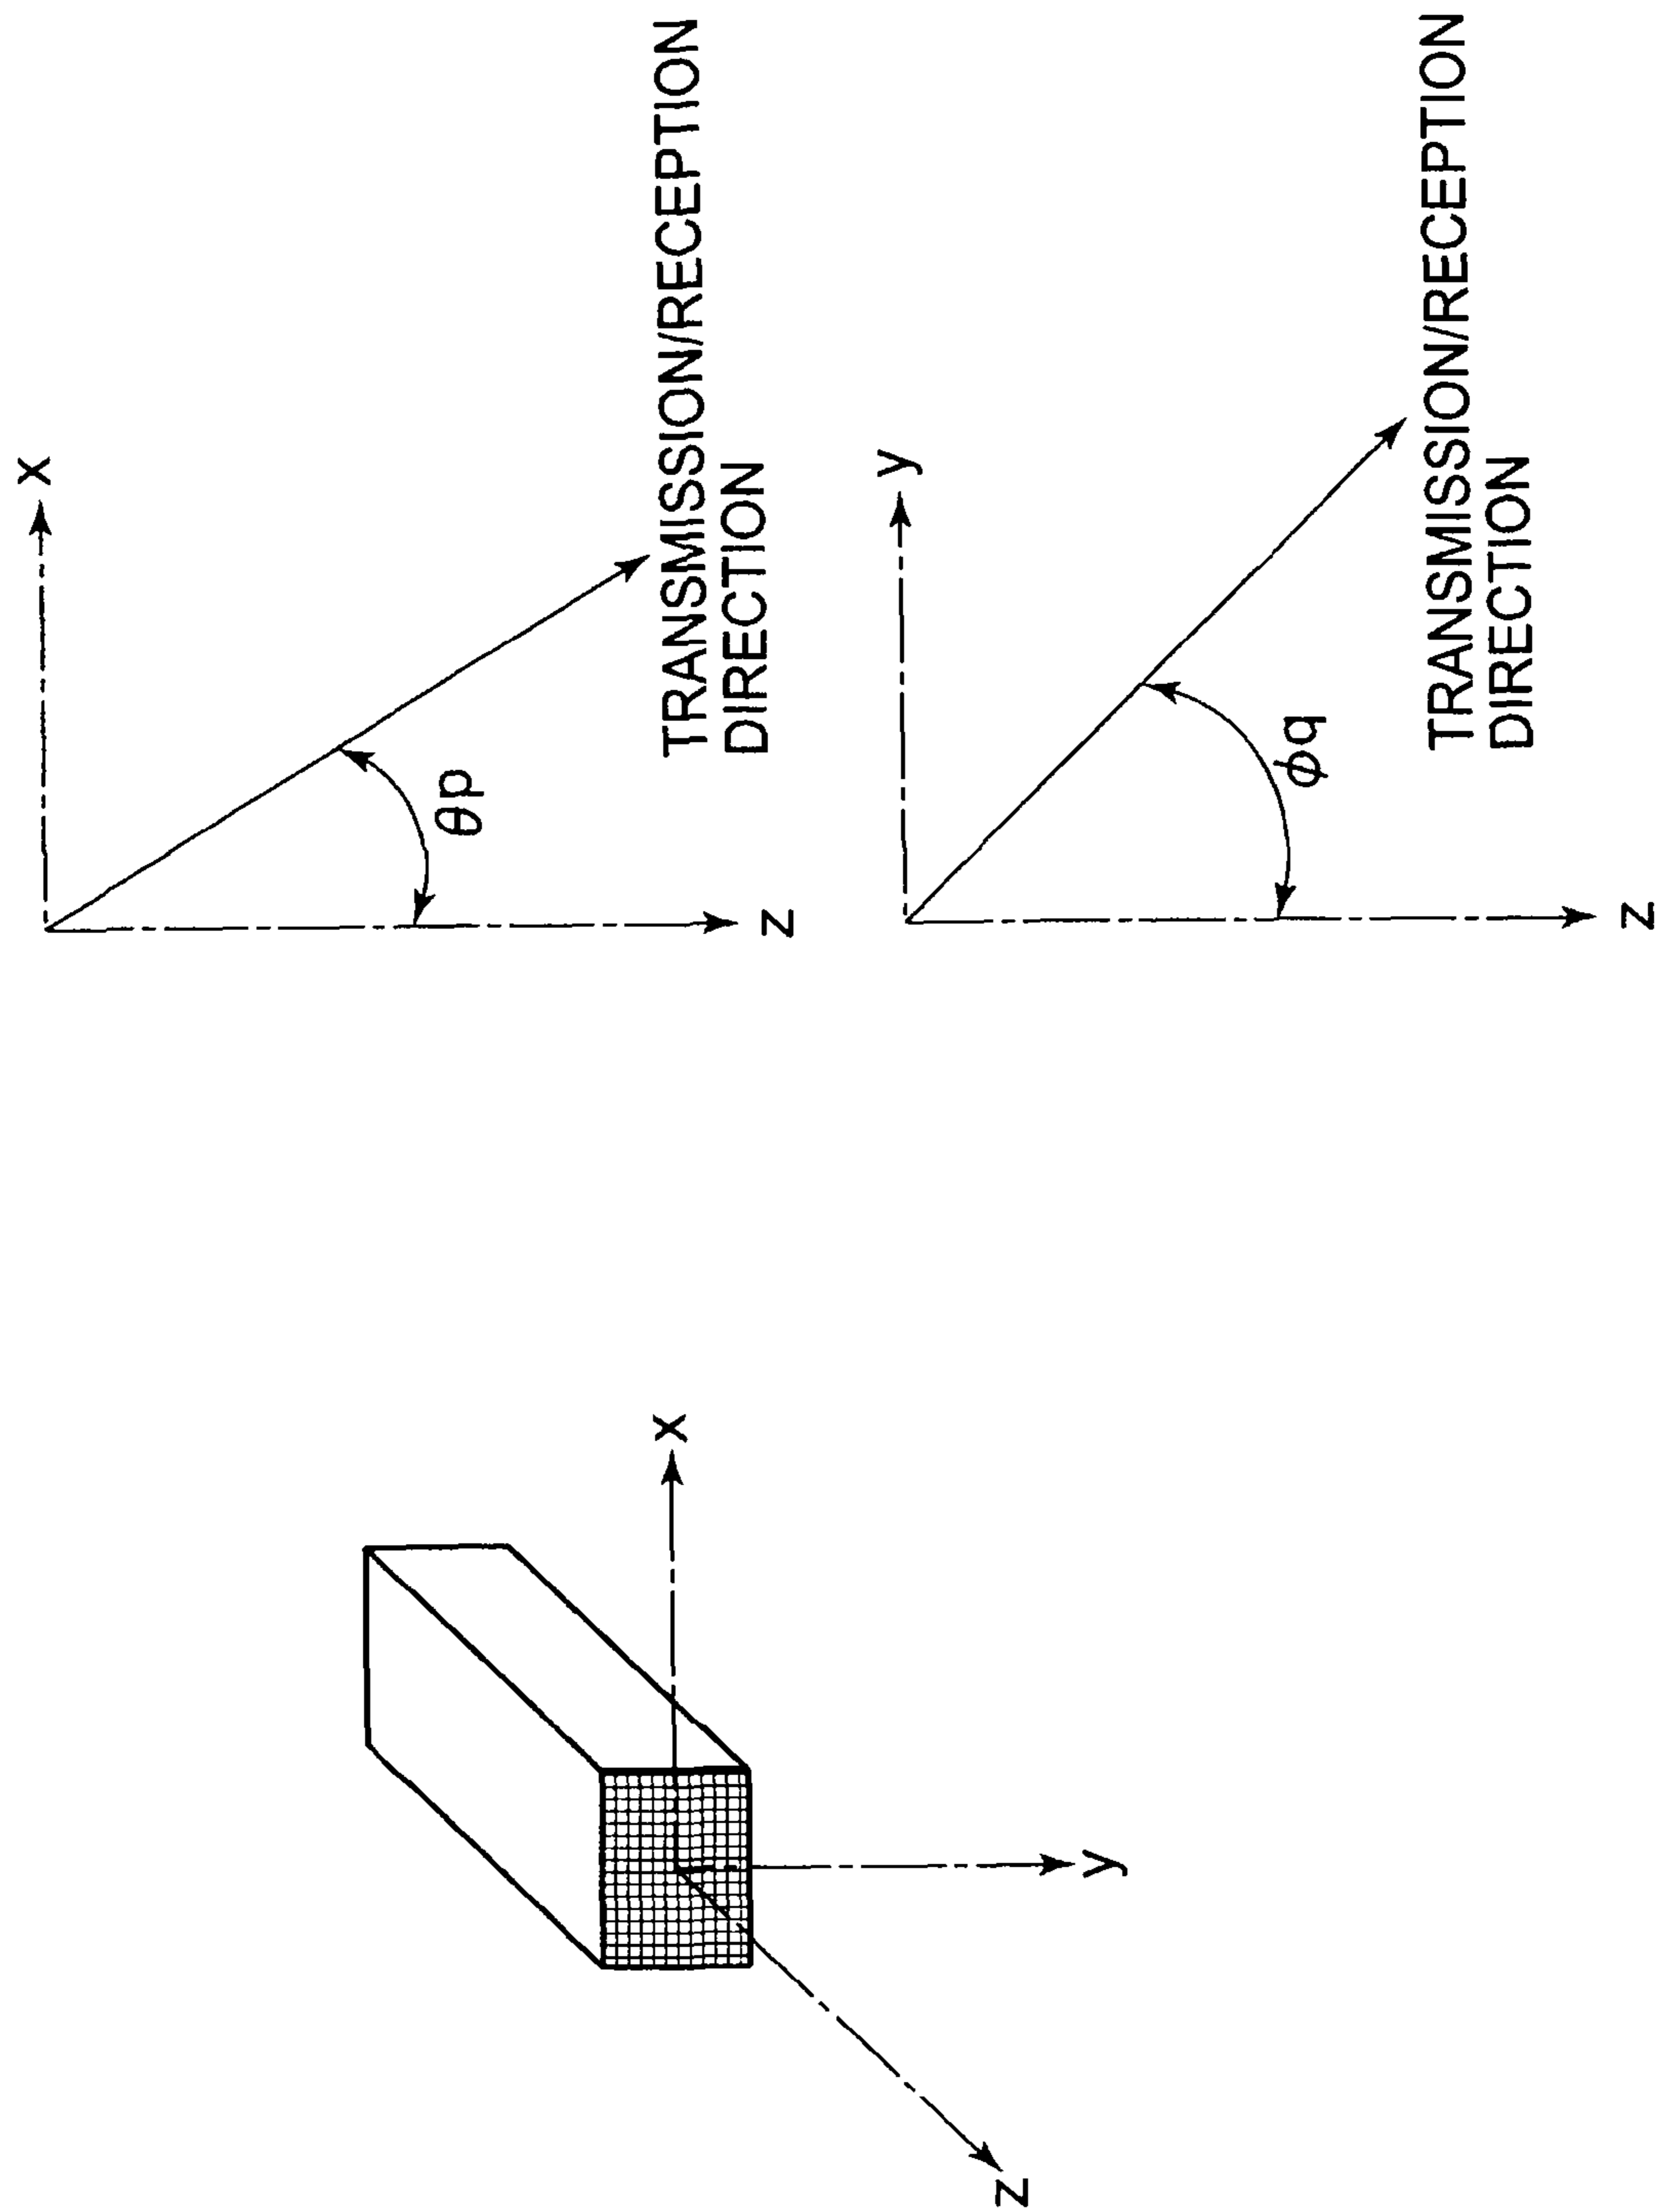 x
y
z
x
θp
z
TRANSMISSION/RECEPTION
DIRECTION
y
φq
z
TRANSMISSION/RECEPTION
DIRECTION